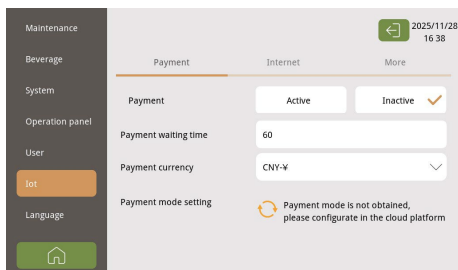 Maintenance
Beverage
System
Operation panel
User
Iot
Language
2025/11/28
16 38
Payment
Internet
More
Payment
Active
Inactive
Payment waiting time
60
Payment currency
CNY-¥
Payment mode setting
Payment mode is not obtained,
please configurate in the cloud platform